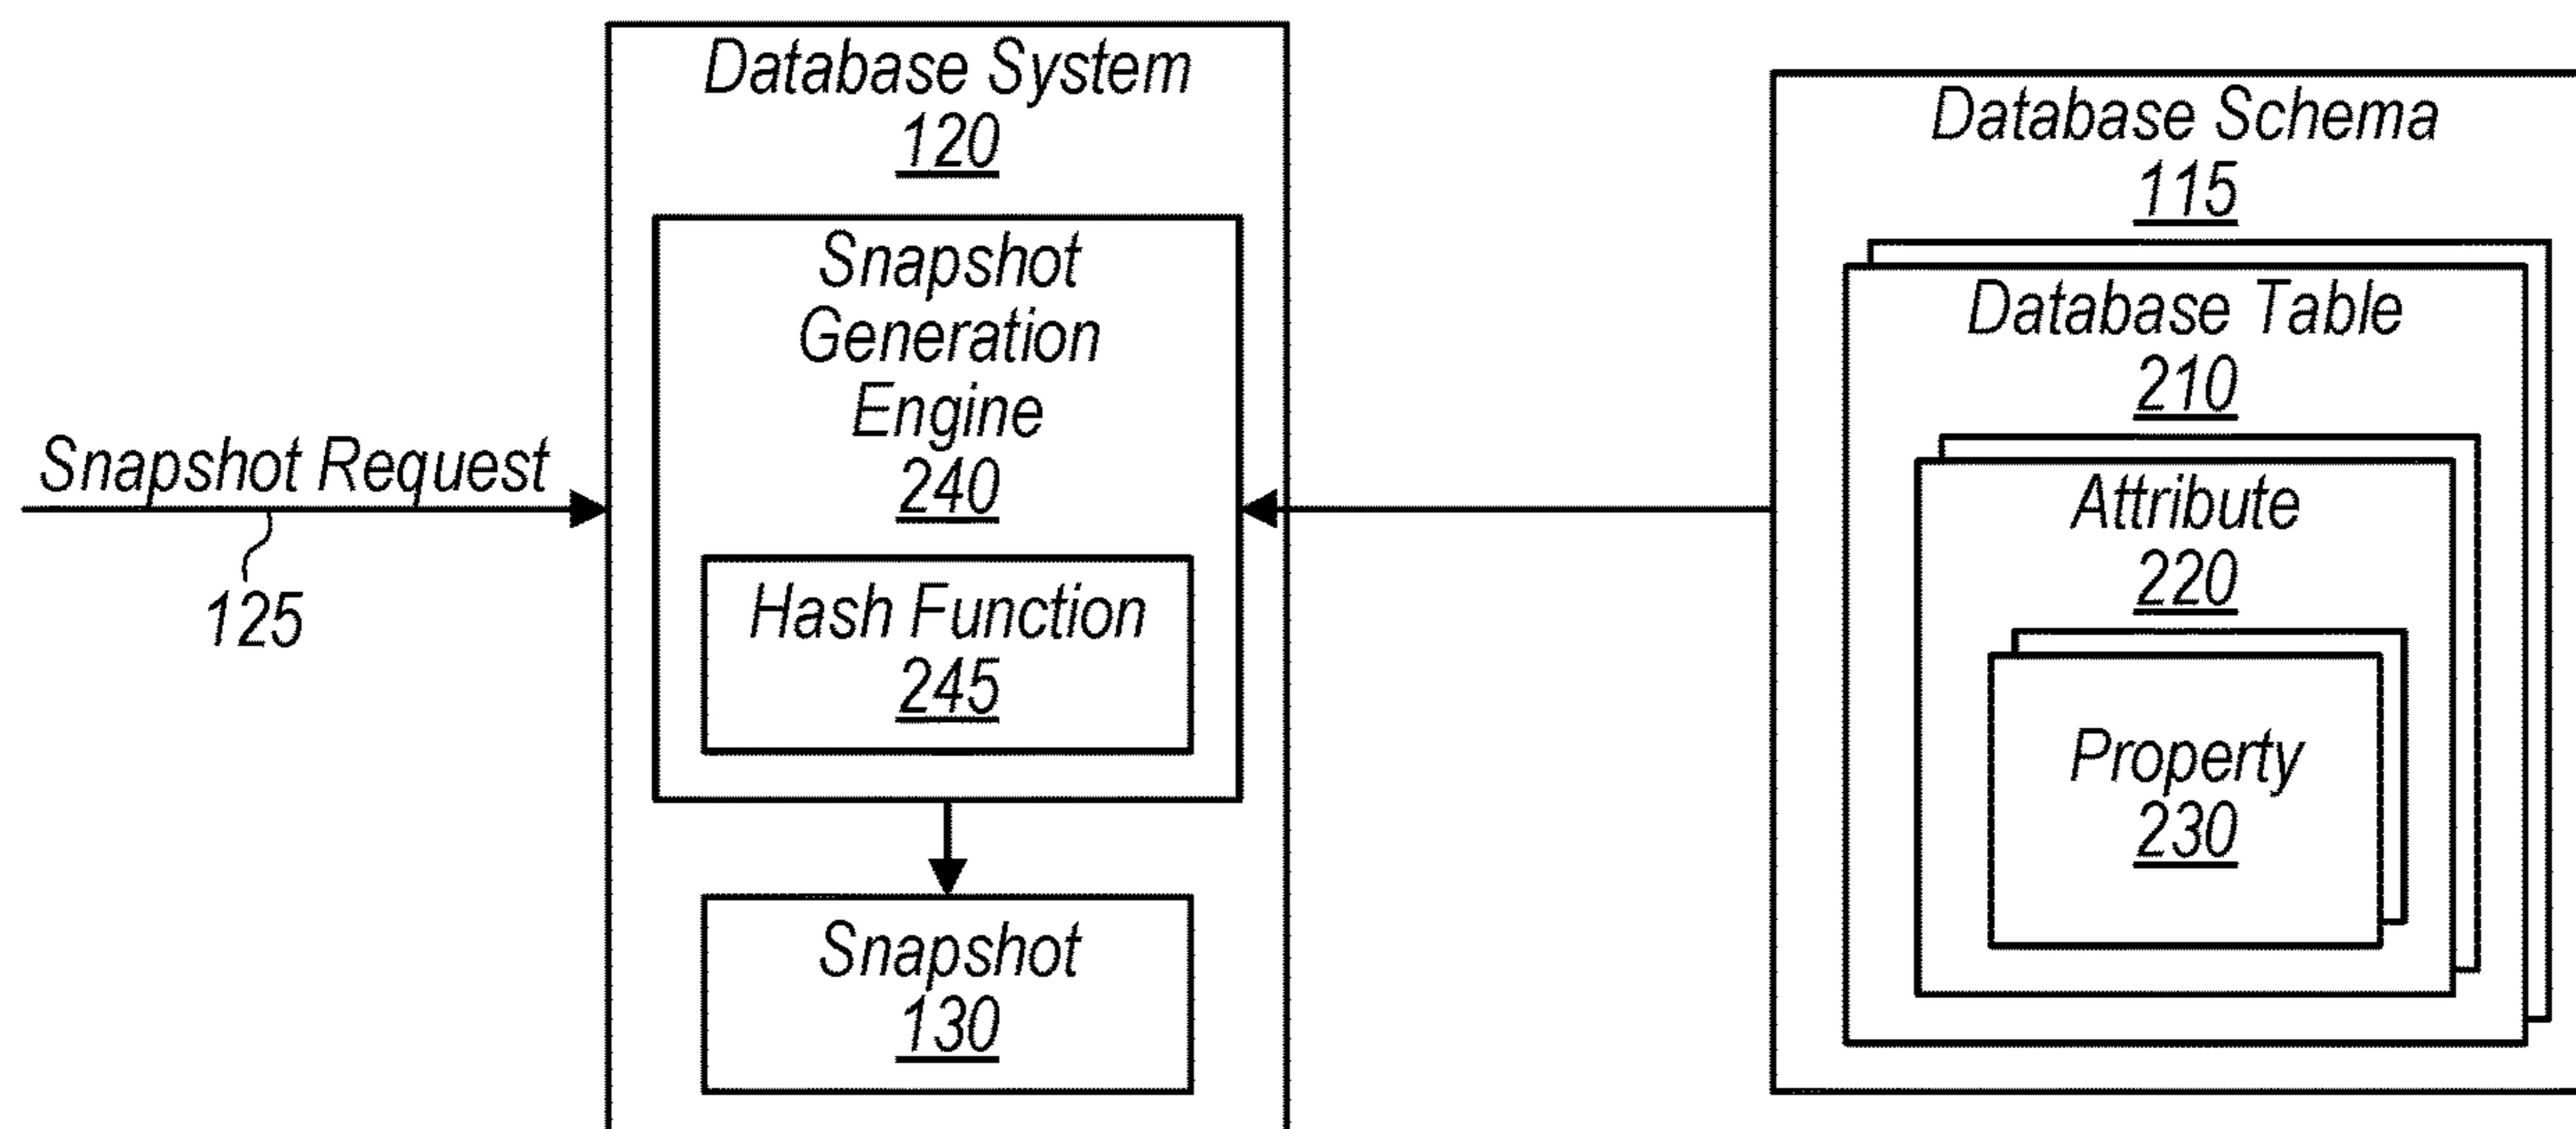 Snapshot Request
125
Database System
120
Snapshot
Generation
Engine
240
Hash Function
245
Snapshot
130
Database Schema
115
Database Table
210
Attribute
220
Property
230